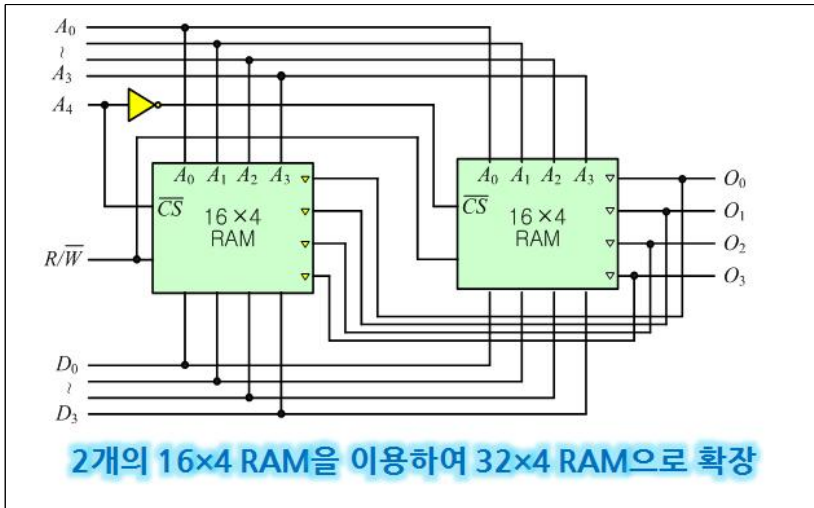 A₀
~
A₃
A₄
A₀ A₁ A₂ A₃
C̅S̅
16×4
RAM
A₀ A₁ A₂ A₃
C̅S̅
16×4
RAM
O₀
O₁
O₂
O₃
R/W̅
D₀
~
D₃
2개의 16×4 RAM을 이용하여 32×4 RAM으로 확장